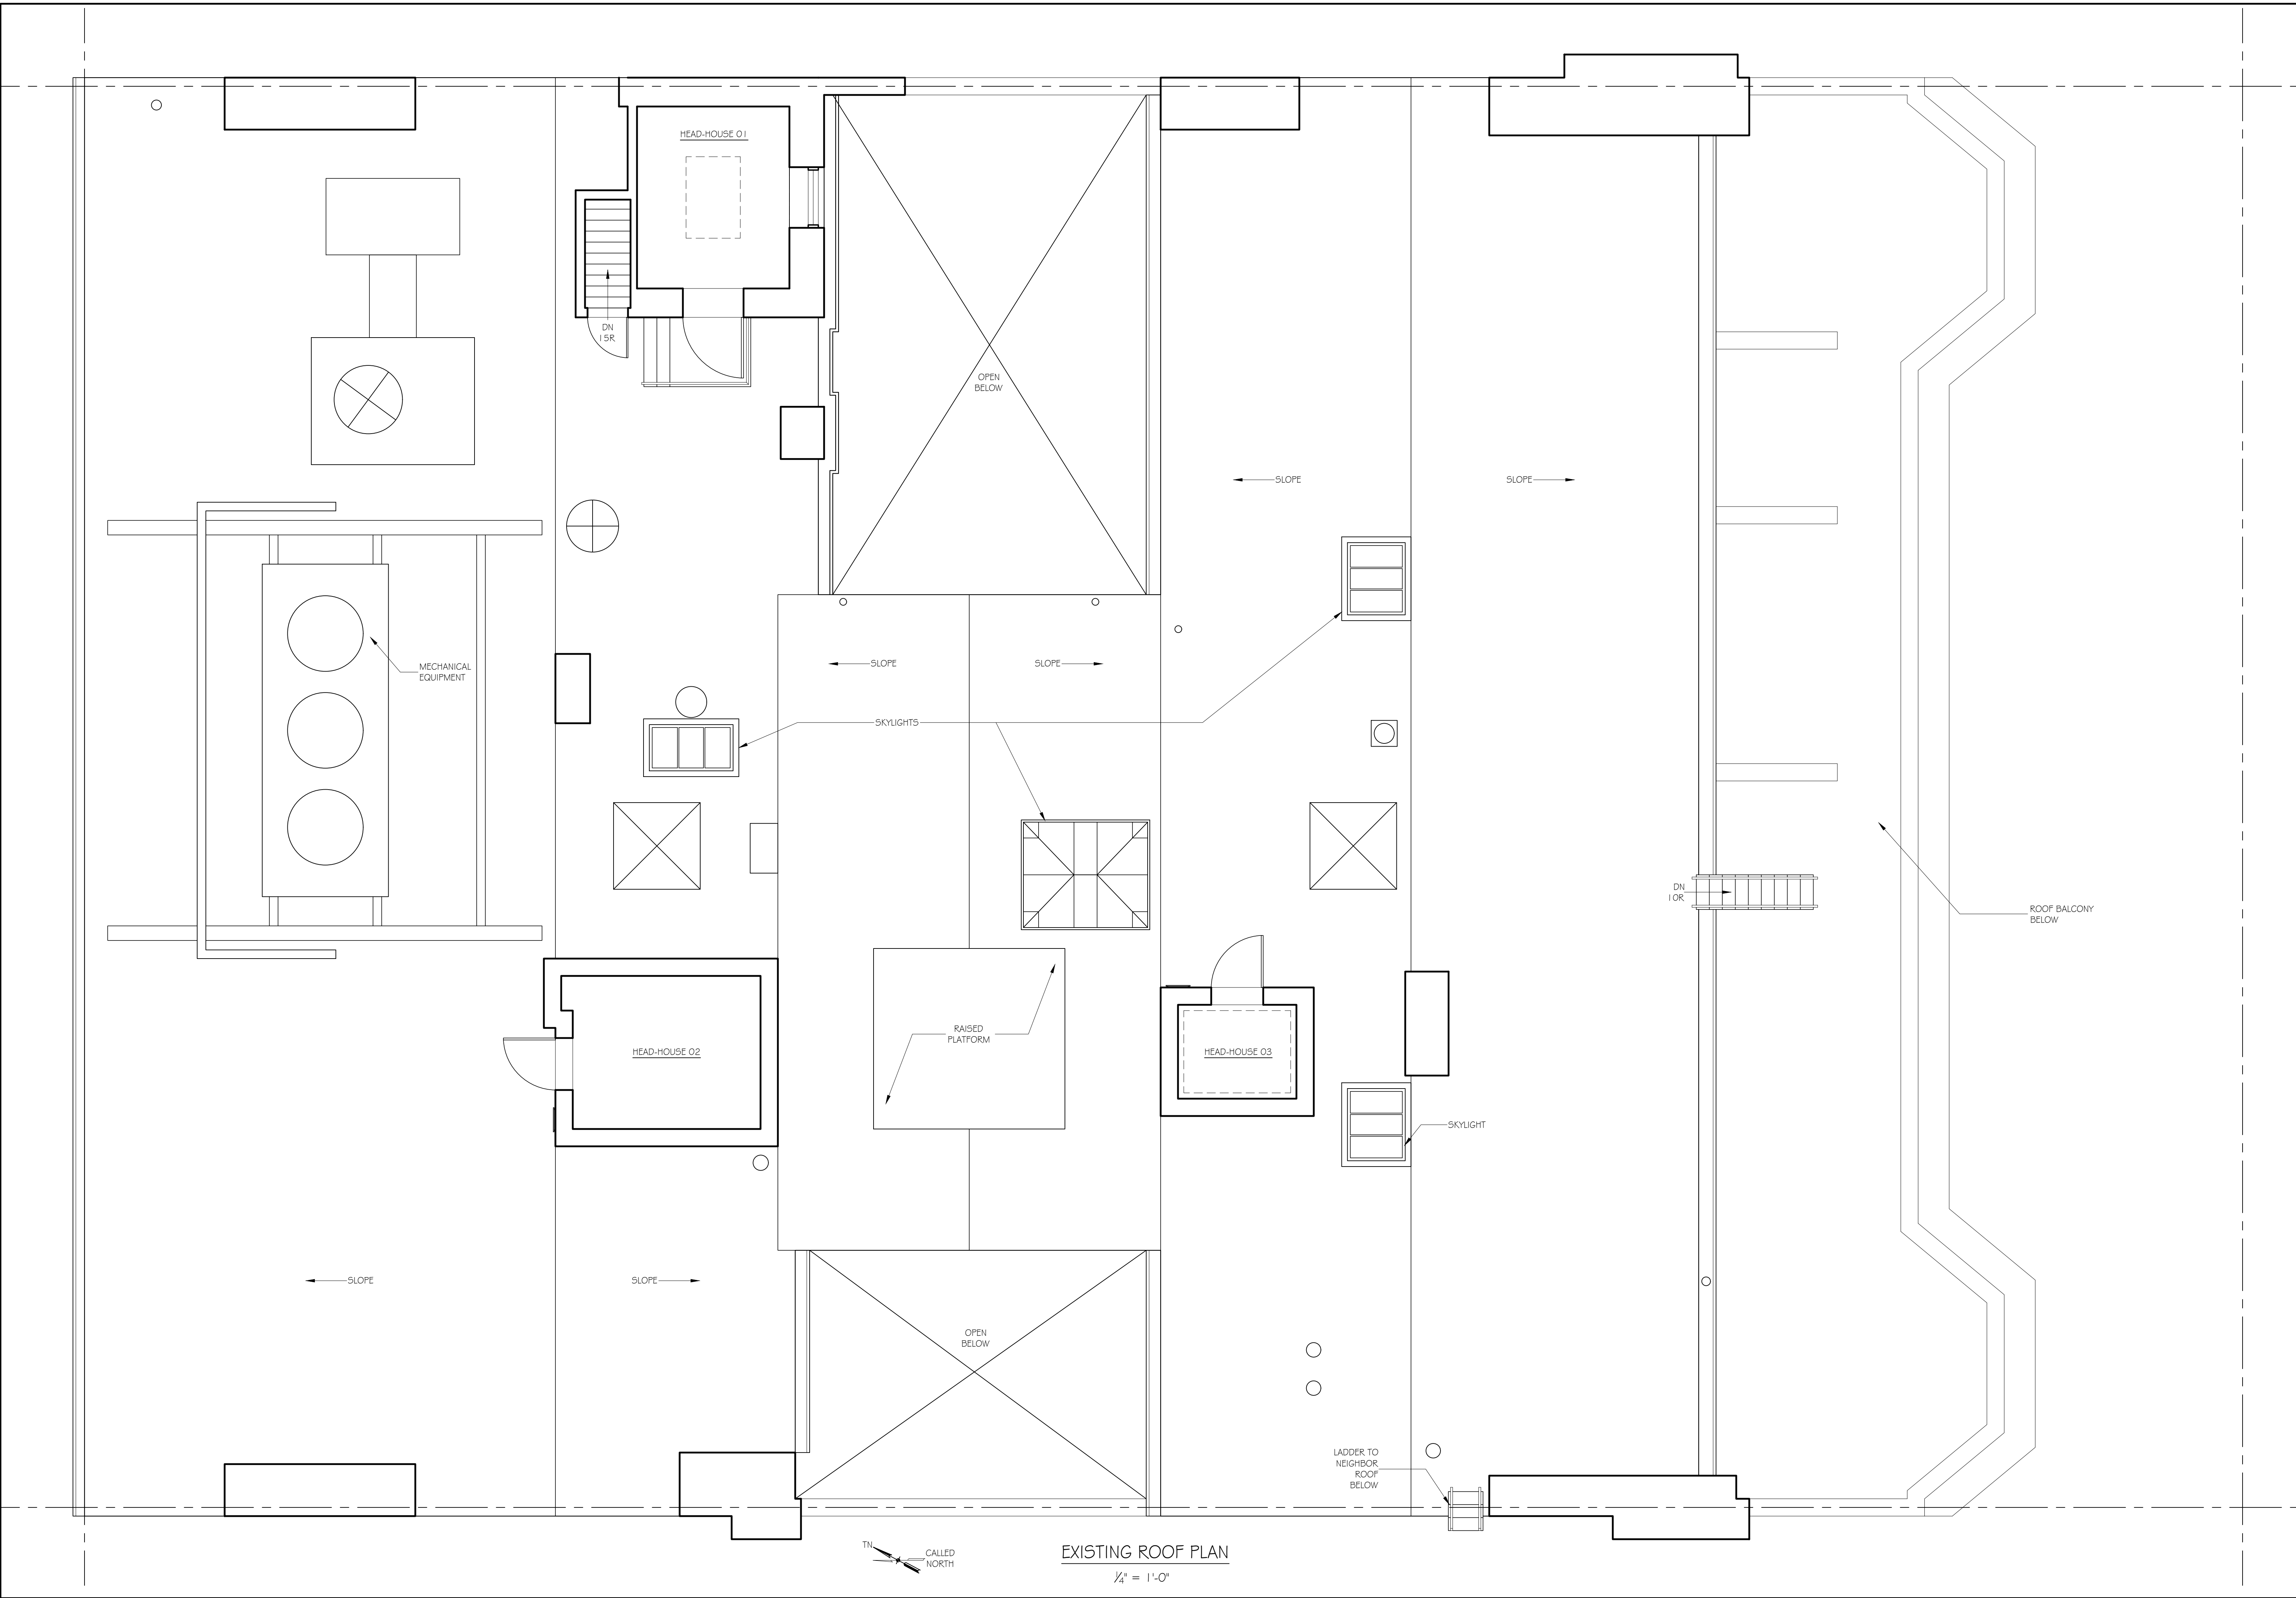 HEAD-HOUSE 01
DN
15R
OPEN
BELOW
SLOPE
SLOPE
MECHANICAL
EQUIPMENT
SLOPE
SLOPE
SKYLIGHTS
DN
10R
ROOF BALCONY
BELOW
RAISED
PLATFORM
HEAD-HOUSE 02
HEAD-HOUSE 03
SKYLIGHT
SLOPE
SLOPE
OPEN
BELOW
LADDER TO
NEIGHBOR
ROOF
BELOW
TN
CALLED
NORTH
EXISTING ROOF PLAN
1/4" = 1'-0"